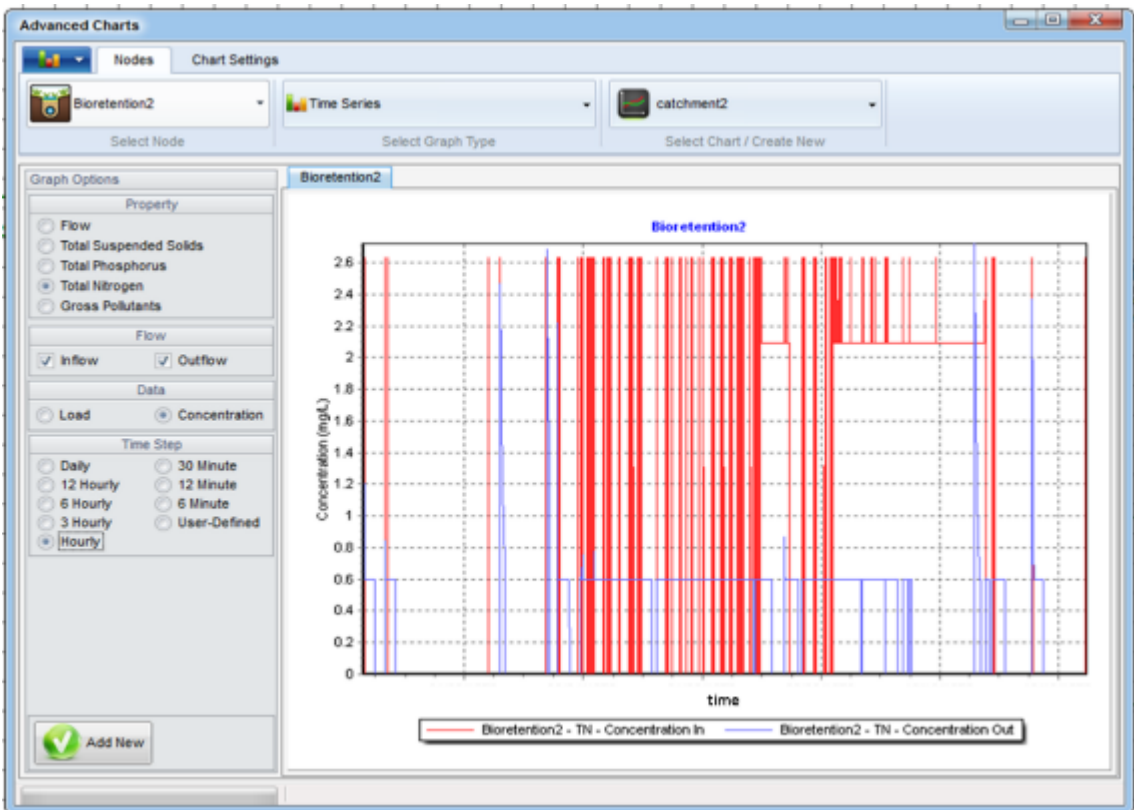 Advanced Charts
Nodes Chart Settings
Bioretention2 Time Series catchment2
Select Node Select Graph Type Select Chart / Create New
Graph Options
Property
Flow
Total Suspended Solids
Total Phosphorus
Total Nitrogen
Gross Pollutants
Flow
Inflow Outflow
Data
Load Concentration
Time Step
Daily 30 Minute
12 Hourly 12 Minute
6 Hourly 6 Minute
3 Hourly User-Defined
Hourly
Add New
Bioretention2
Bioretention2
Concentration (mg/L)
2.6
2.4
2.2
2
1.8
1.6
1.4
1.2
1
0.8
0.6
0.4
0.2
0
time
Bioretention2 - TN - Concentration In Bioretention2 - TN - Concentration Out